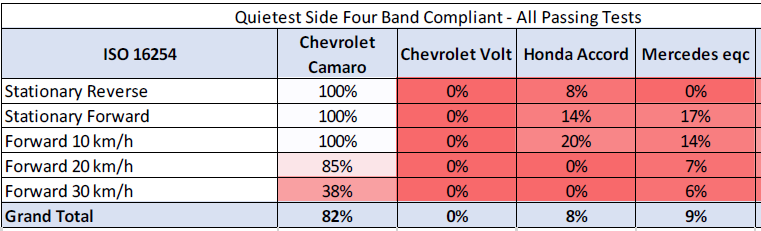 Quietest Side Four Band Compliant - All Passing Tests
ISO 16254 Chevrolet Camaro Chevrolet Volt Honda Accord Mercedes eqc
Stationary Reverse 100% 0% 8% 0%
Stationary Forward 100% 0% 14% 17%
Forward 10 km/h 100% 0% 20% 14%
Forward 20 km/h 85% 0% 0% 7%
Forward 30 km/h 38% 0% 0% 6%
Grand Total 82% 0% 8% 9%